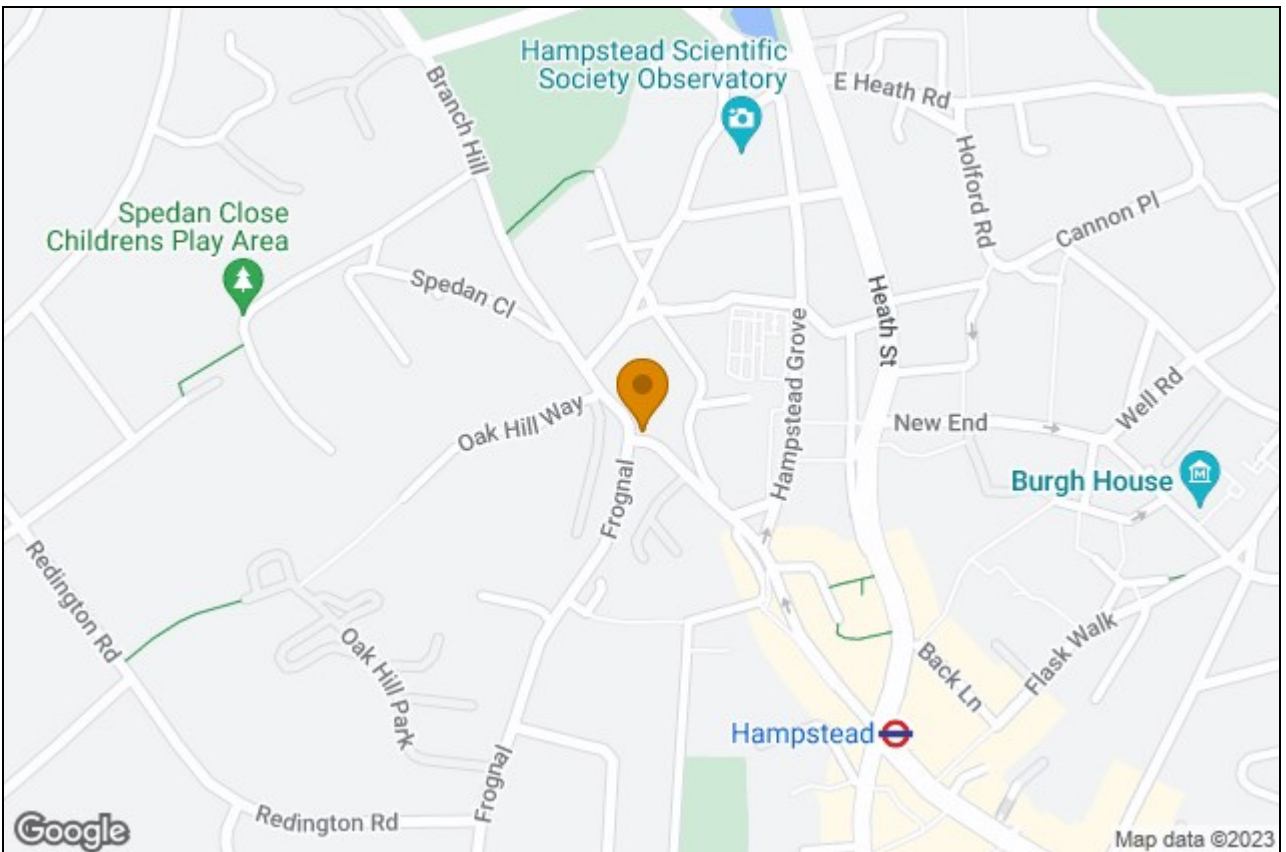 Hampstead Scientific
Society Observatory
E Heath Rd
Branch Hill
Holford Rd
Cannon Pl
Spedan Close
Childrens Play Area
Spedan Cl
Heath St
Hampstead Grove
Well Rd
Oak Hill Way
New End
Burgh House
Frognal
Redington Rd
Flask Walk
Oak Hill Park
Back Ln
Hampstead
Frognal
Redington Rd
Google
Map data ©2023